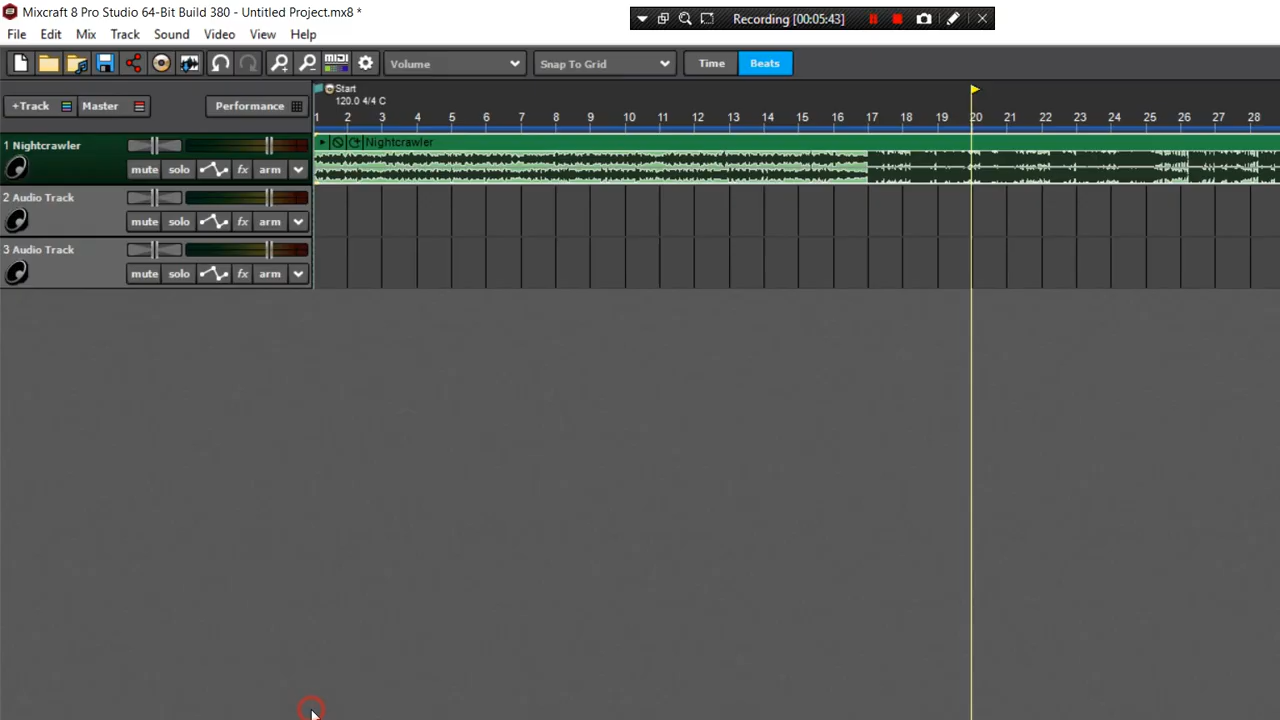 Mixcraft 8 Pro Studio 64-Bit Build 380 - Untitled Project.mx8 *
Recording [00:05:43]
File Edit Mix Track Sound Video View Help
MIDI Volume Snap To Grid Time Beats
Start
120.0 4/4 C
+Track Master Performance
1 2 3 4 5 6 7 8 9 10 11 12 13 14 15 16 17 18 19 20 21 22 23 24 25 26 27 28
1 Nightcrawler
Nightcrawler
mute solo fx arm
2 Audio Track
mute solo fx arm
3 Audio Track
mute solo fx arm